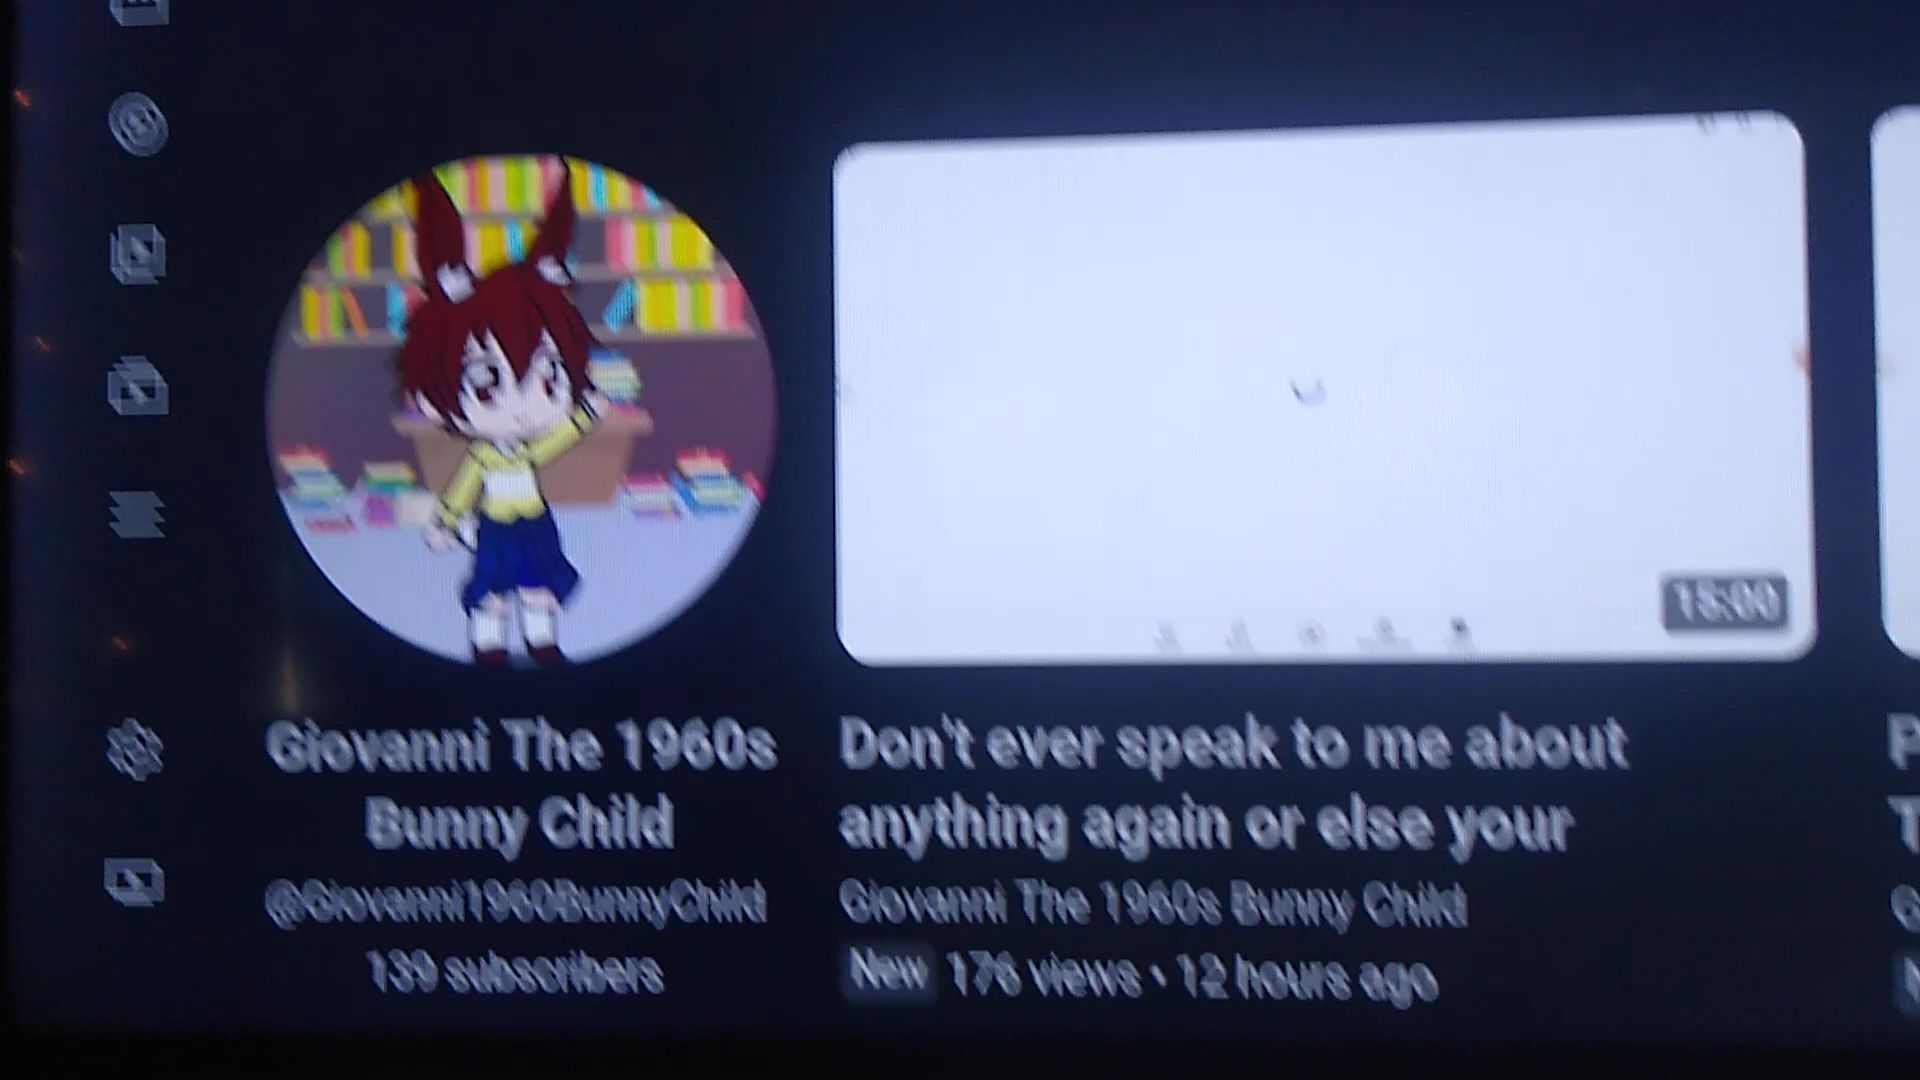 15:00
Giovanni The 1960s
Bunny Child
@Giovanni1960BunnyChild
139 subscribers
Don't ever speak to me about
anything again or else your
Giovanni The 1960s Bunny Child
New 176 views • 12 hours ago